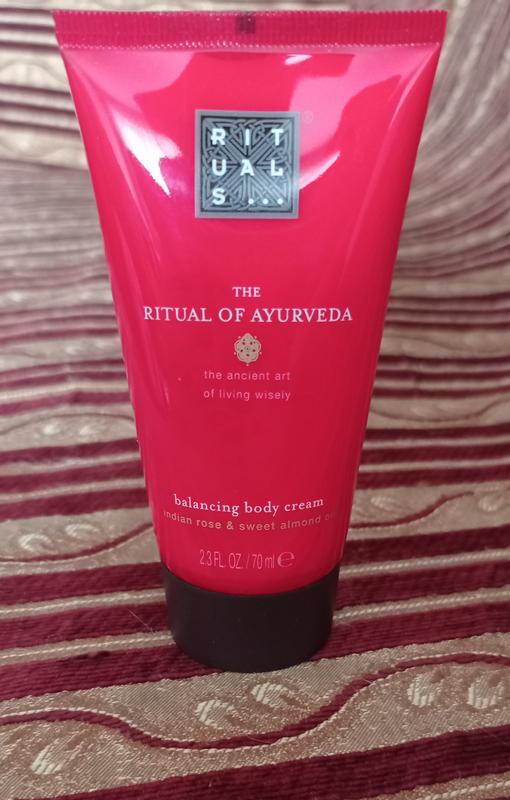 RIT
UAL
S...
®
THE
RITUAL OF AYURVEDA
the ancient art
of living wisely
balancing body cream
indian rose & sweet almond oil
2.3 FL. OZ. / 70 ml ℮